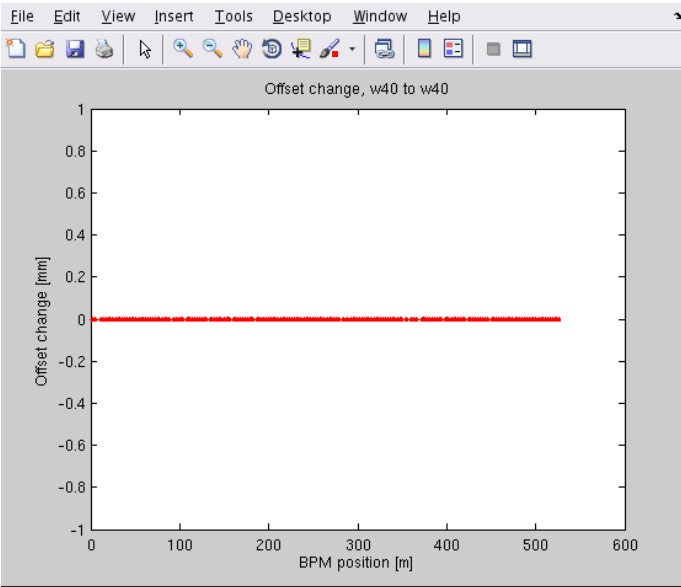 File Edit View Insert Tools Desktop Window Help
Offset change, w40 to w40
1
0.8
0.6
0.4
0.2
0
-0.2
-0.4
-0.6
-0.8
-1
Offset change [mm]
0 100 200 300 400 500 600
BPM position [m]